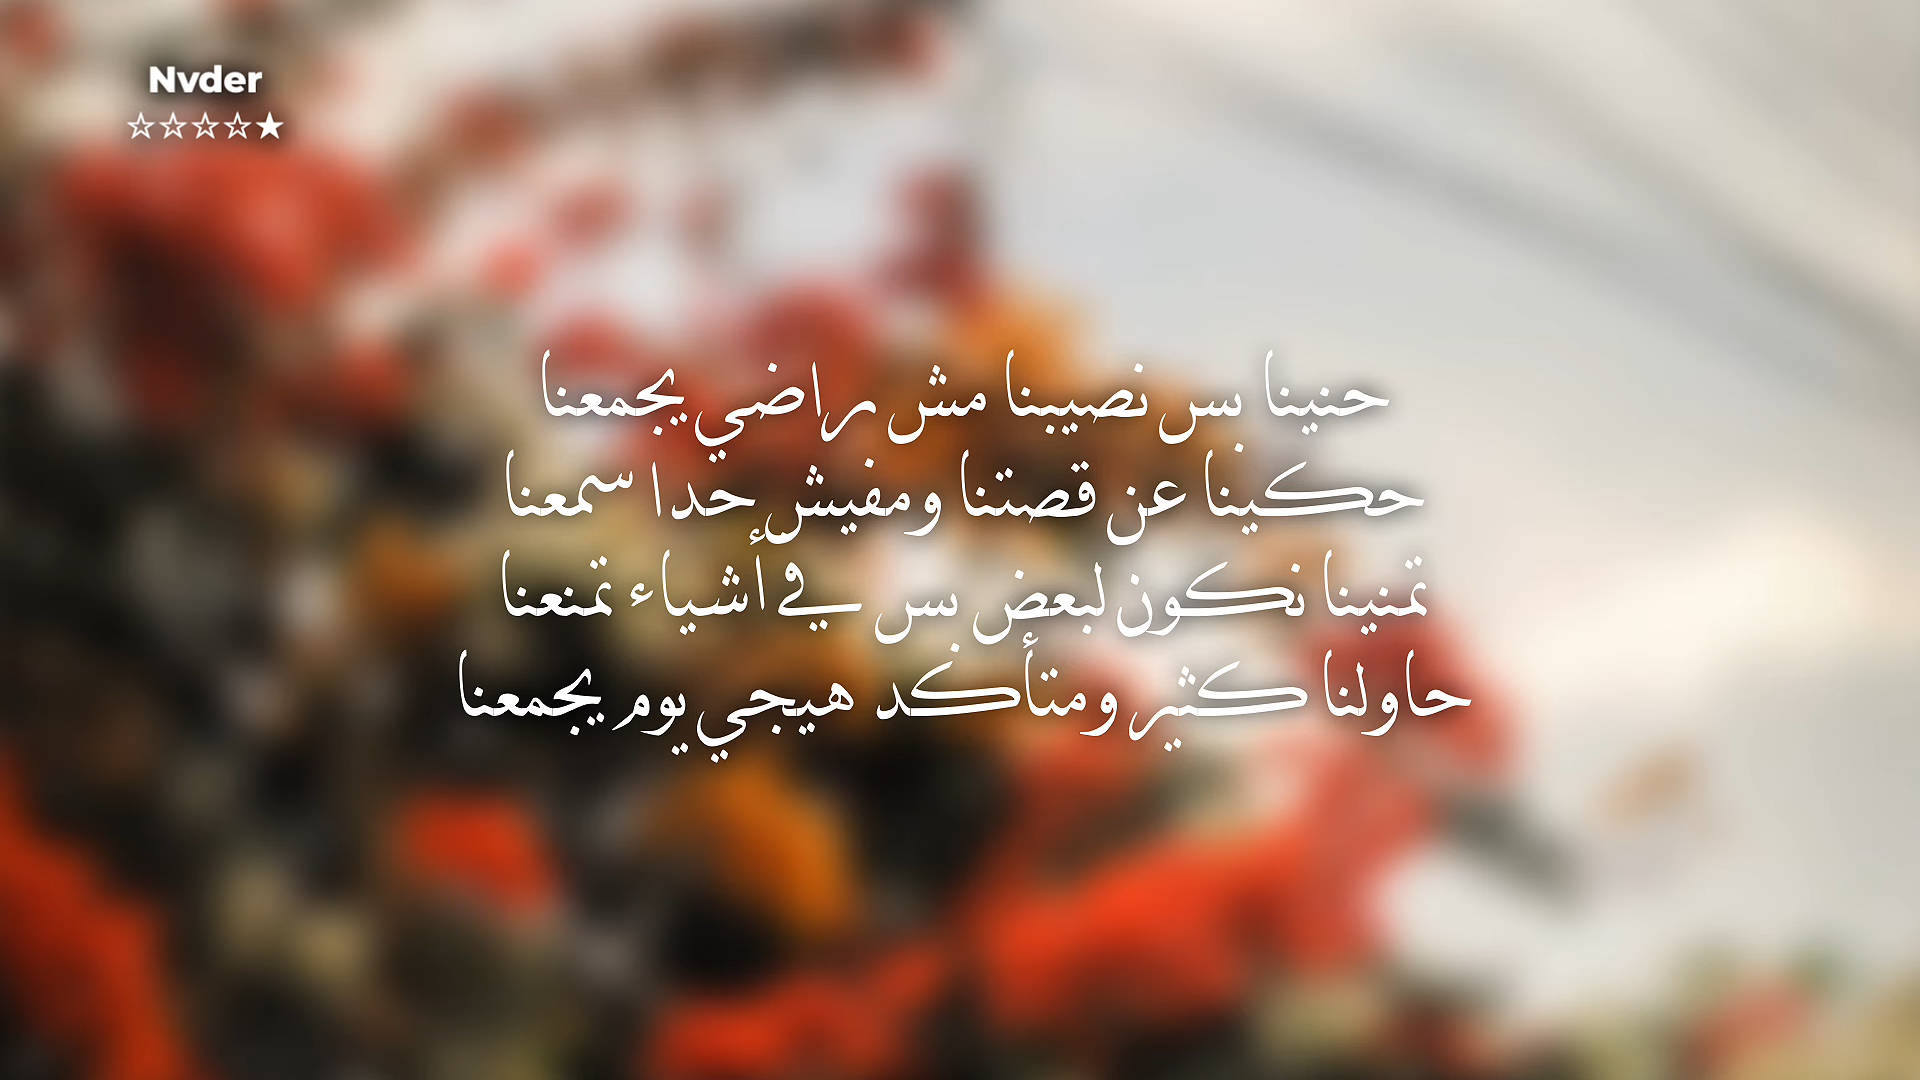 Nvder
☆☆☆☆★
حنينا بس نصيبنا مش راضي يجمعنا
حكينا عن قصتنا ومفيش حدا سمعنا
تمنينا نكون لبعض بس في أشياء تمنعنا
حاولنا كثير ومتأكد هيجي يوم يجمعنا